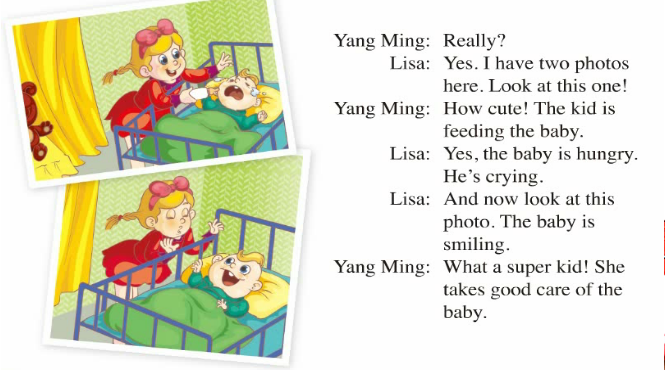 Yang Ming: Really?
Lisa: Yes. I have two photos
here. Look at this one!
Yang Ming: How cute! The kid is
feeding the baby.
Lisa: Yes, the baby is hungry.
He's crying.
Lisa: And now look at this
photo. The baby is
smiling.
Yang Ming: What a super kid! She
takes good care of the
baby.